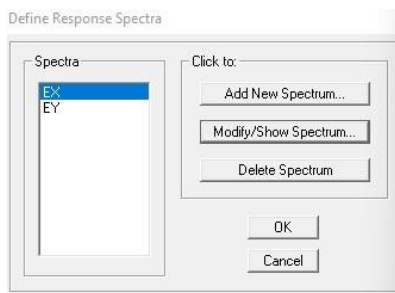 Define Response Spectra
Spectra
EX
EY
Click to:
Add New Spectrum...
Modify/Show Spectrum...
Delete Spectrum
OK
Cancel